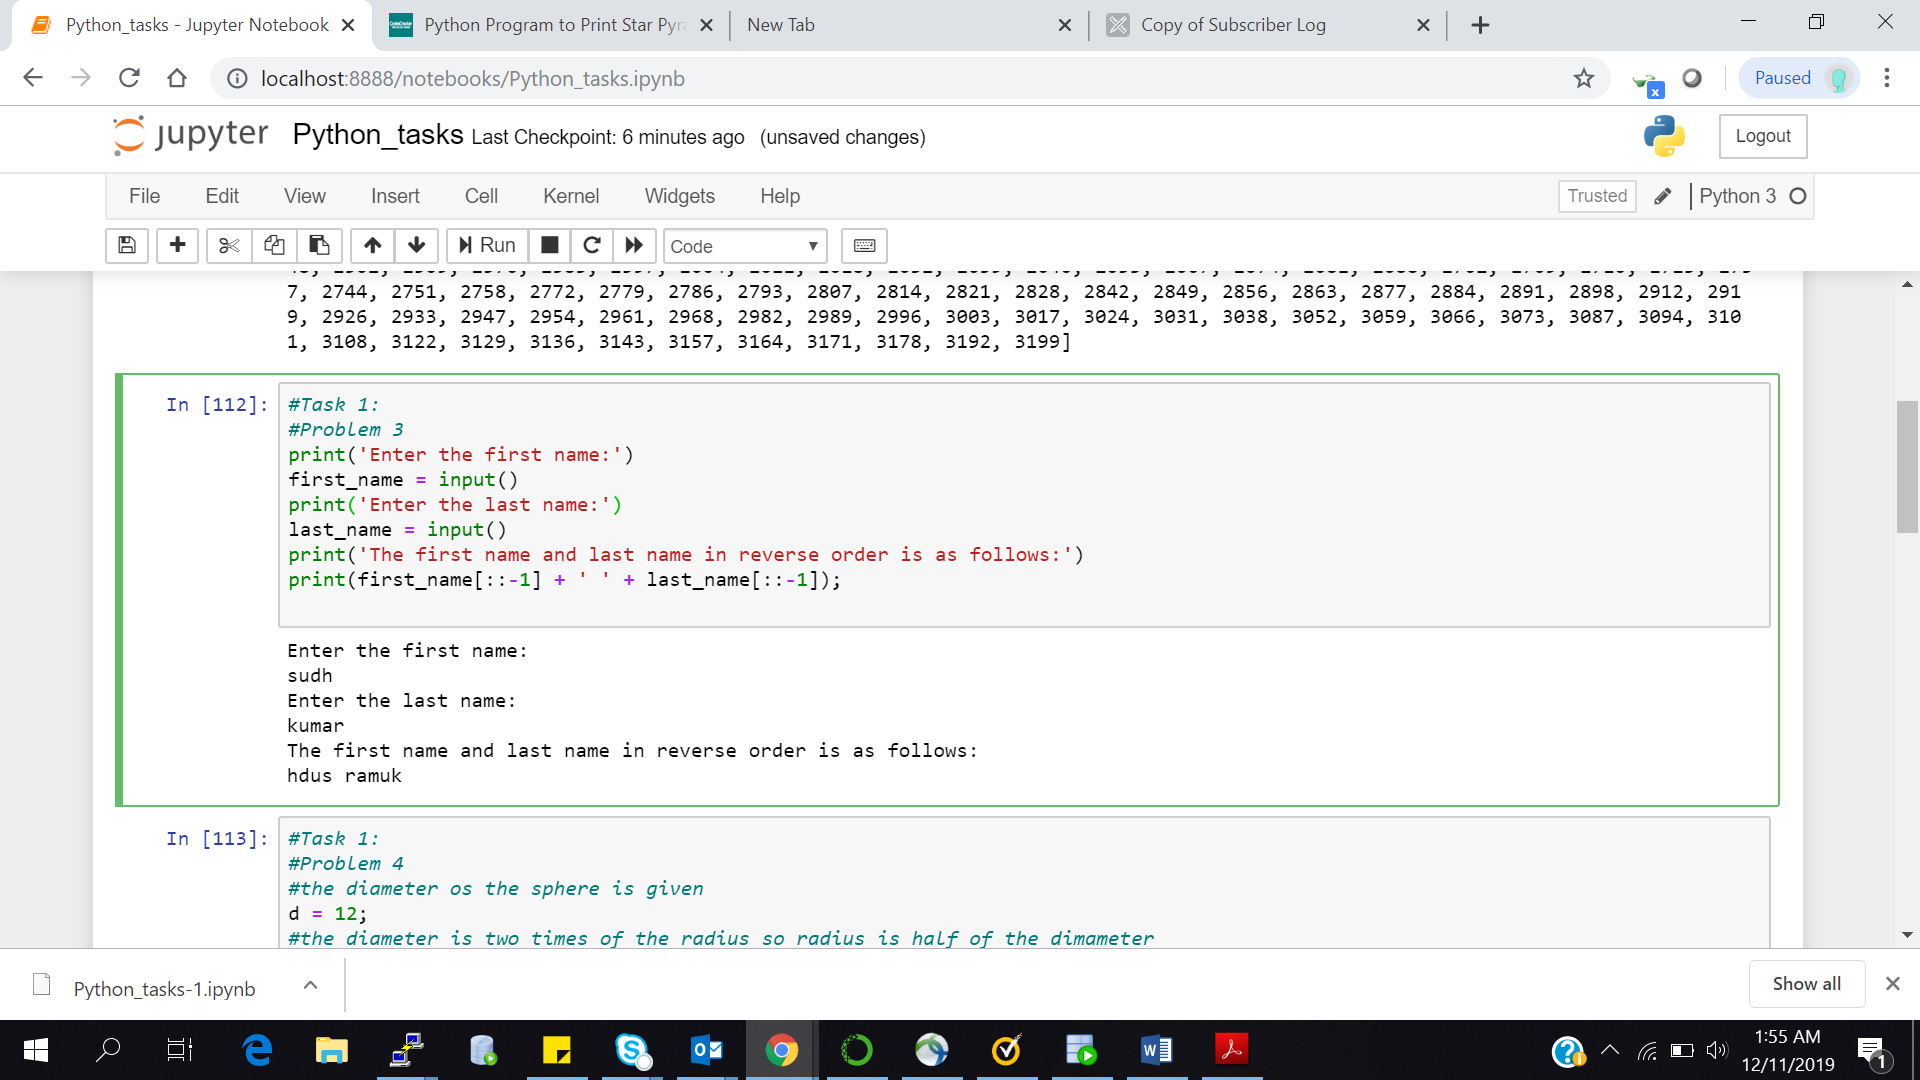 Python_tasks - Jupyter Notebook
Python Program to Print Star Pyra
New Tab
Copy of Subscriber Log
localhost:8888/notebooks/Python_tasks.ipynb
Paused
jupyter Python_tasks Last Checkpoint: 6 minutes ago (unsaved changes)
Logout
File Edit View Insert Cell Kernel Widgets Help
Trusted Python 3
Run Code
7, 2744, 2751, 2758, 2772, 2779, 2786, 2793, 2807, 2814, 2821, 2828, 2842, 2849, 2856, 2863, 2877, 2884, 2891, 2898, 2912, 291
9, 2926, 2933, 2947, 2954, 2961, 2968, 2982, 2989, 2996, 3003, 3017, 3024, 3031, 3038, 3052, 3059, 3066, 3073, 3087, 3094, 310
1, 3108, 3122, 3129, 3136, 3143, 3157, 3164, 3171, 3178, 3192, 3199]
In [112]: #Task 1:
#Problem 3
print('Enter the first name:')
first_name = input()
print('Enter the last name:')
last_name = input()
print('The first name and last name in reverse order is as follows:')
print(first_name[::-1] + ' ' + last_name[::-1]);
Enter the first name:
sudh
Enter the last name:
kumar
The first name and last name in reverse order is as follows:
hdus ramuk
In [113]: #Task 1:
#Problem 4
#the diameter os the sphere is given
d = 12;
#the diameter is two times of the radius so radius is half of the dimameter
Python_tasks-1.ipynb
Show all
1:55 AM
12/11/2019
1